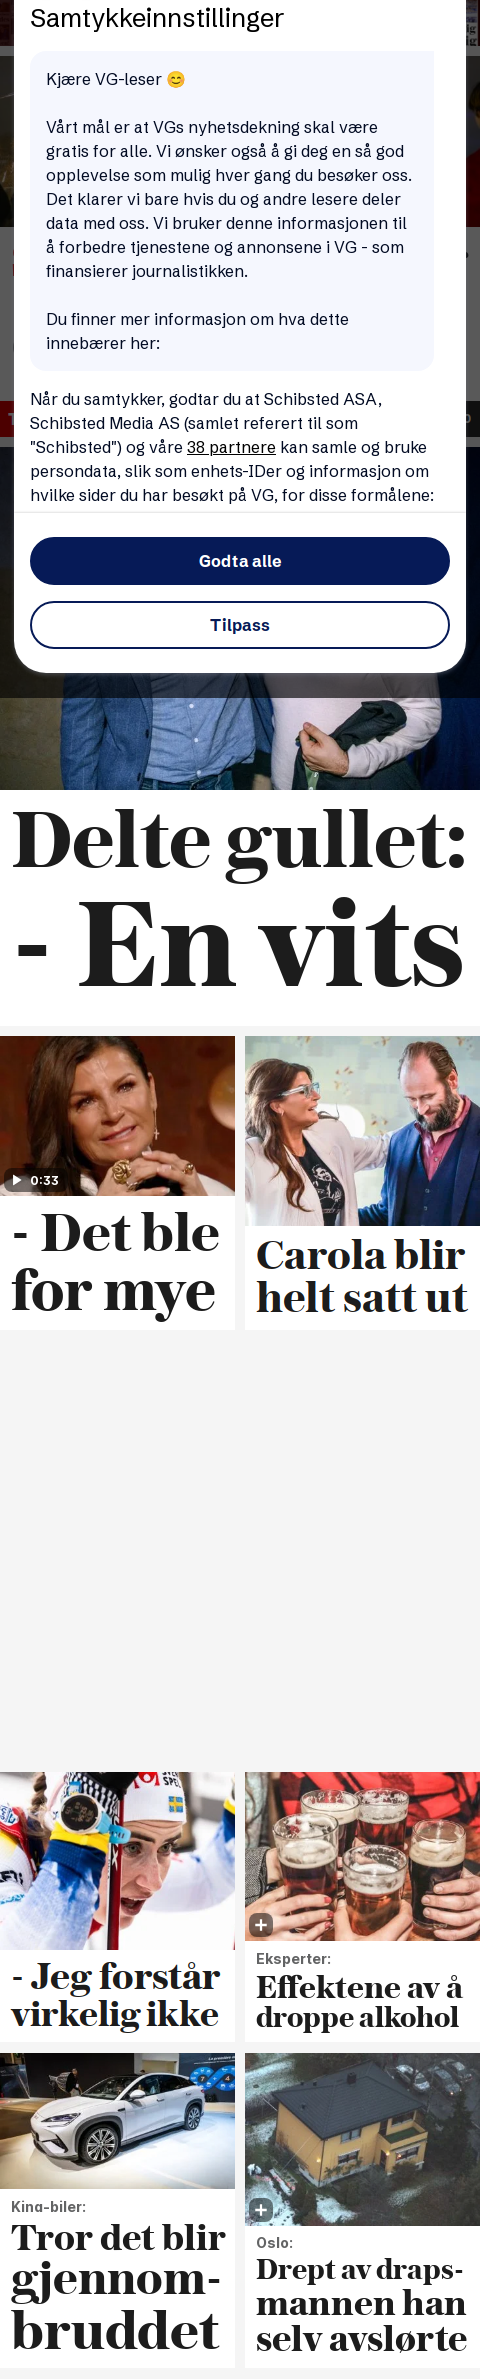 Samtykkeinnstillinger
Kjære VG-leser 😊
Vårt mål er at VGs nyhetsdekning skal være
gratis for alle. Vi ønsker også å gi deg en så god
opplevelse som mulig hver gang du besøker oss.
Det klarer vi bare hvis du og andre lesere deler
data med oss. Vi bruker denne informasjonen til
å forbedre tjenestene og annonsene i VG - som
finansierer journalistikken.
Du finner mer informasjon om hva dette
innebærer her:
Når du samtykker, godtar du at Schibsted ASA,
Schibsted Media AS (samlet referert til som
"Schibsted") og våre 38 partnere kan samle og bruke
persondata, slik som enhets-IDer og informasjon om
hvilke sider du har besøkt på VG, for disse formålene:
Godta alle
Tilpass
Delte gullet:
- En vits
0:33
- Det ble
for mye
Carola blir
helt satt ut
- Jeg forstår
virkelig ikke
Eksperter:
Effektene av å
droppe alkohol
Kina-biler:
Tror det blir
gjennom-
bruddet
Oslo:
Drept av draps-
mannen han
selv avslørte